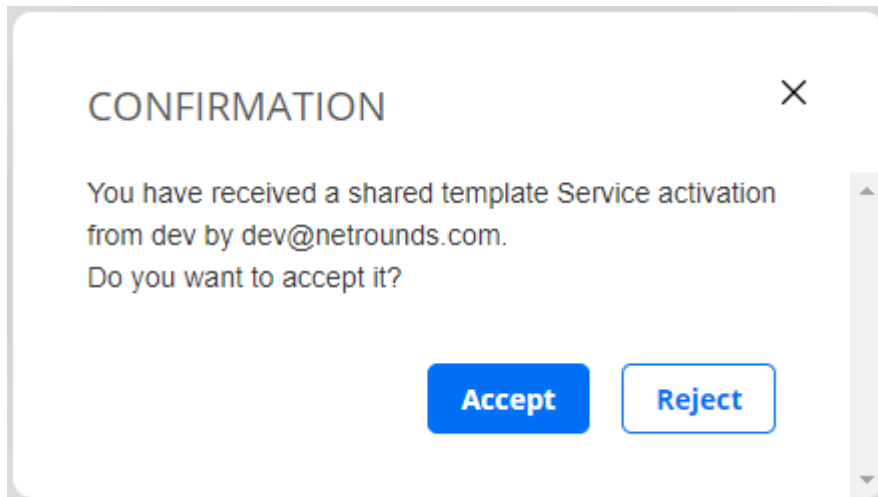 CONFIRMATION
You have received a shared template Service activation
from dev by dev@netrounds.com.
Do you want to accept it?
Accept
Reject